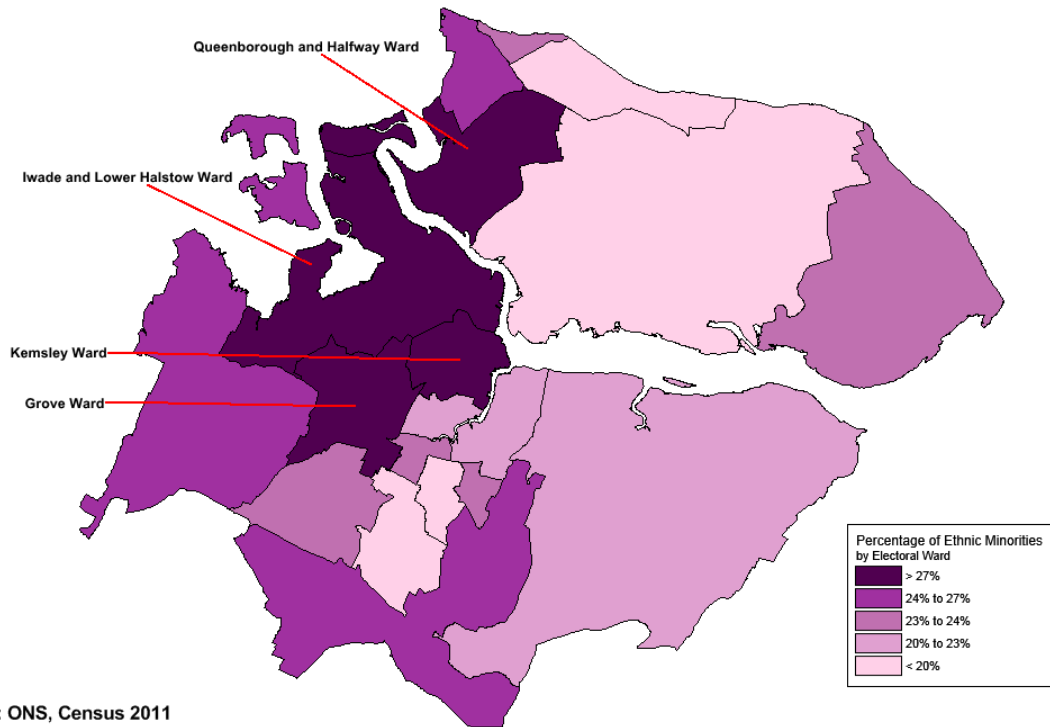 Queenborough and Halfway Ward
Iwade and Lower Halstow Ward
Kemsley Ward
Grove Ward
Percentage of Ethnic Minorities
by Electoral Ward
> 27%
24% to 27%
23% to 24%
20% to 23%
< 20%
: ONS, Census 2011